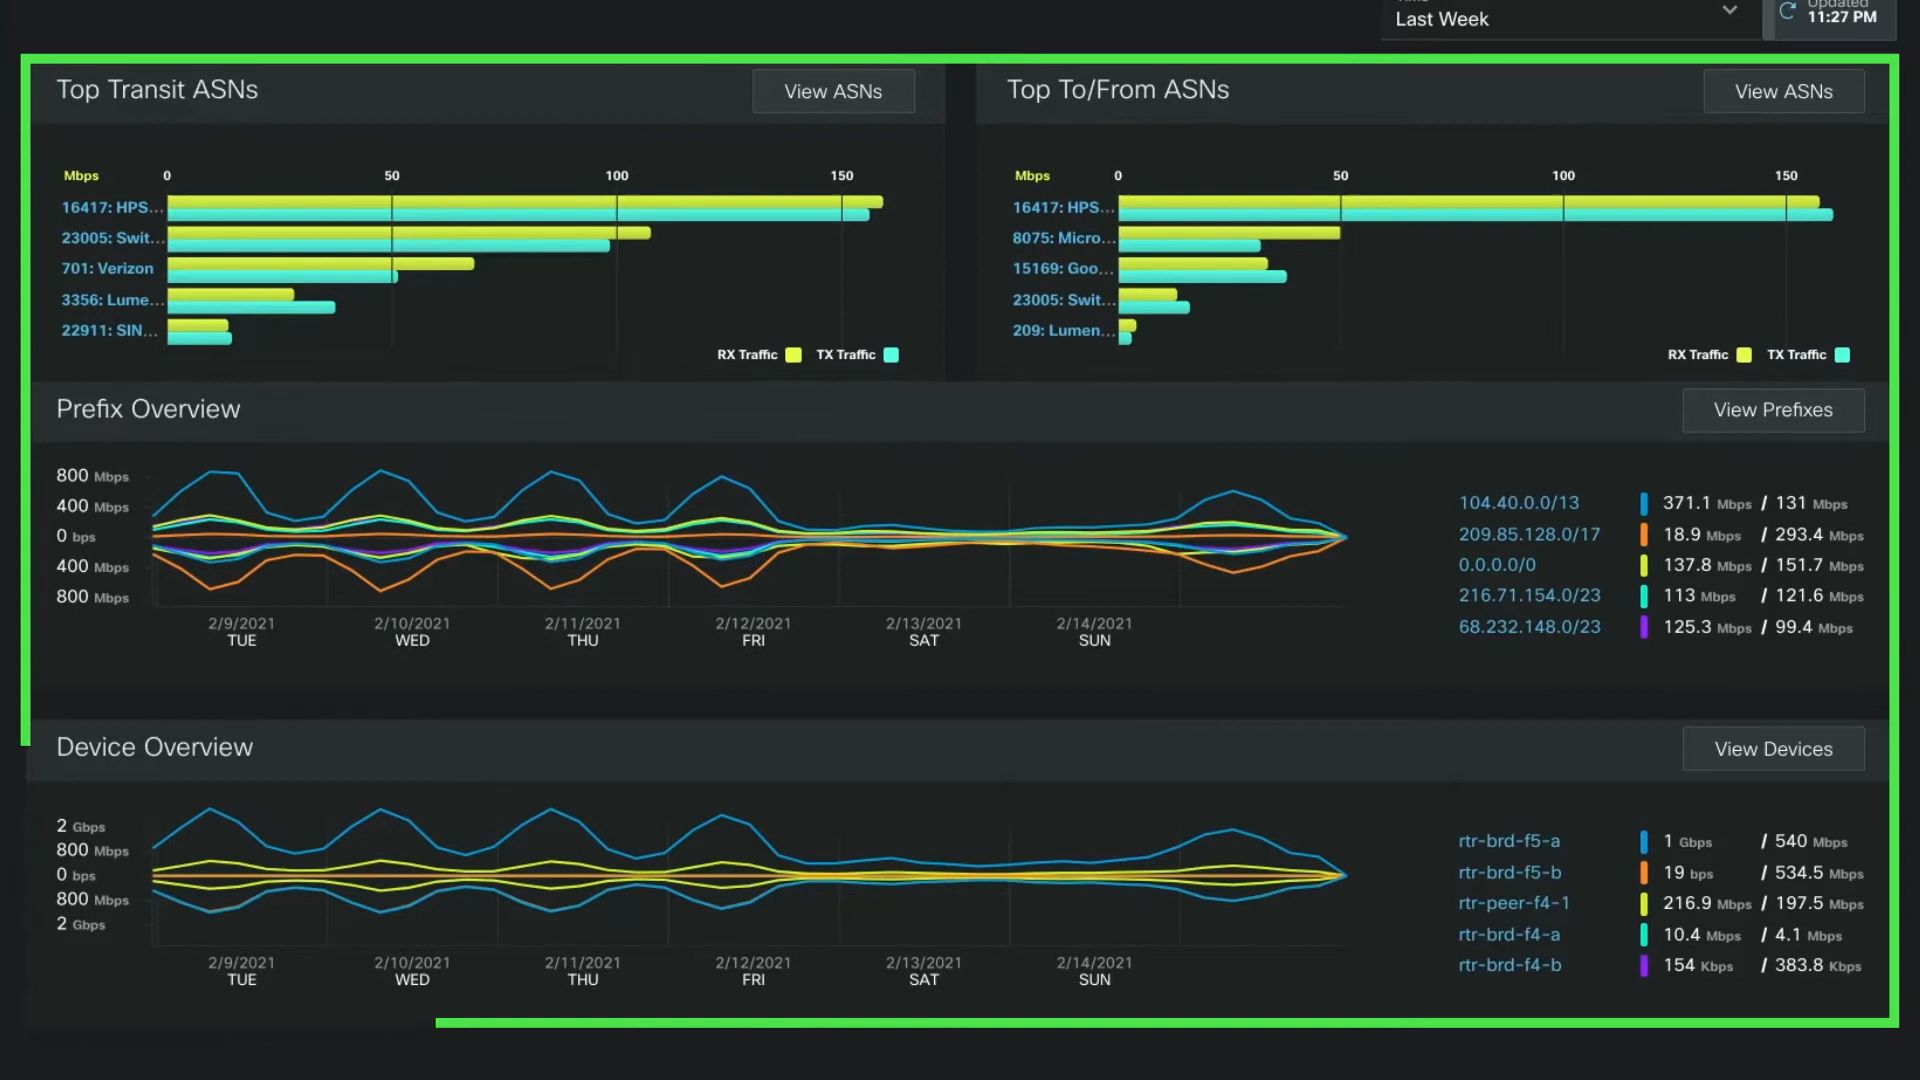 Last Week
Updated
11:27 PM
Top Transit ASNs
View ASNs
Mbps 0 50 100 150
16417: HPS...
23005: Swit...
701: Verizon
3356: Lume...
22911: SIN...
RX Traffic TX Traffic
Top To/From ASNs
View ASNs
Mbps 0 50 100 150
16417: HPS...
8075: Micro...
15169: Goo...
23005: Swit...
209: Lumen...
RX Traffic TX Traffic
Prefix Overview
View Prefixes
800 Mbps
400 Mbps
0 bps
400 Mbps
800 Mbps
2/9/2021 2/10/2021 2/11/2021 2/12/2021 2/13/2021 2/14/2021
TUE WED THU FRI SAT SUN
104.40.0.0/13 371.1 Mbps / 131 Mbps
209.85.128.0/17 18.9 Mbps / 293.4 Mbps
0.0.0.0/0 137.8 Mbps / 151.7 Mbps
216.71.154.0/23 113 Mbps / 121.6 Mbps
68.232.148.0/23 125.3 Mbps / 99.4 Mbps
Device Overview
View Devices
2 Gbps
800 Mbps
0 bps
800 Mbps
2 Gbps
2/9/2021 2/10/2021 2/11/2021 2/12/2021 2/13/2021 2/14/2021
TUE WED THU FRI SAT SUN
rtr-brd-f5-a 1 Gbps / 540 Mbps
rtr-brd-f5-b 19 bps / 534.5 Mbps
rtr-peer-f4-1 216.9 Mbps / 197.5 Mbps
rtr-brd-f4-a 10.4 Mbps / 4.1 Mbps
rtr-brd-f4-b 154 Kbps / 383.8 Kbps